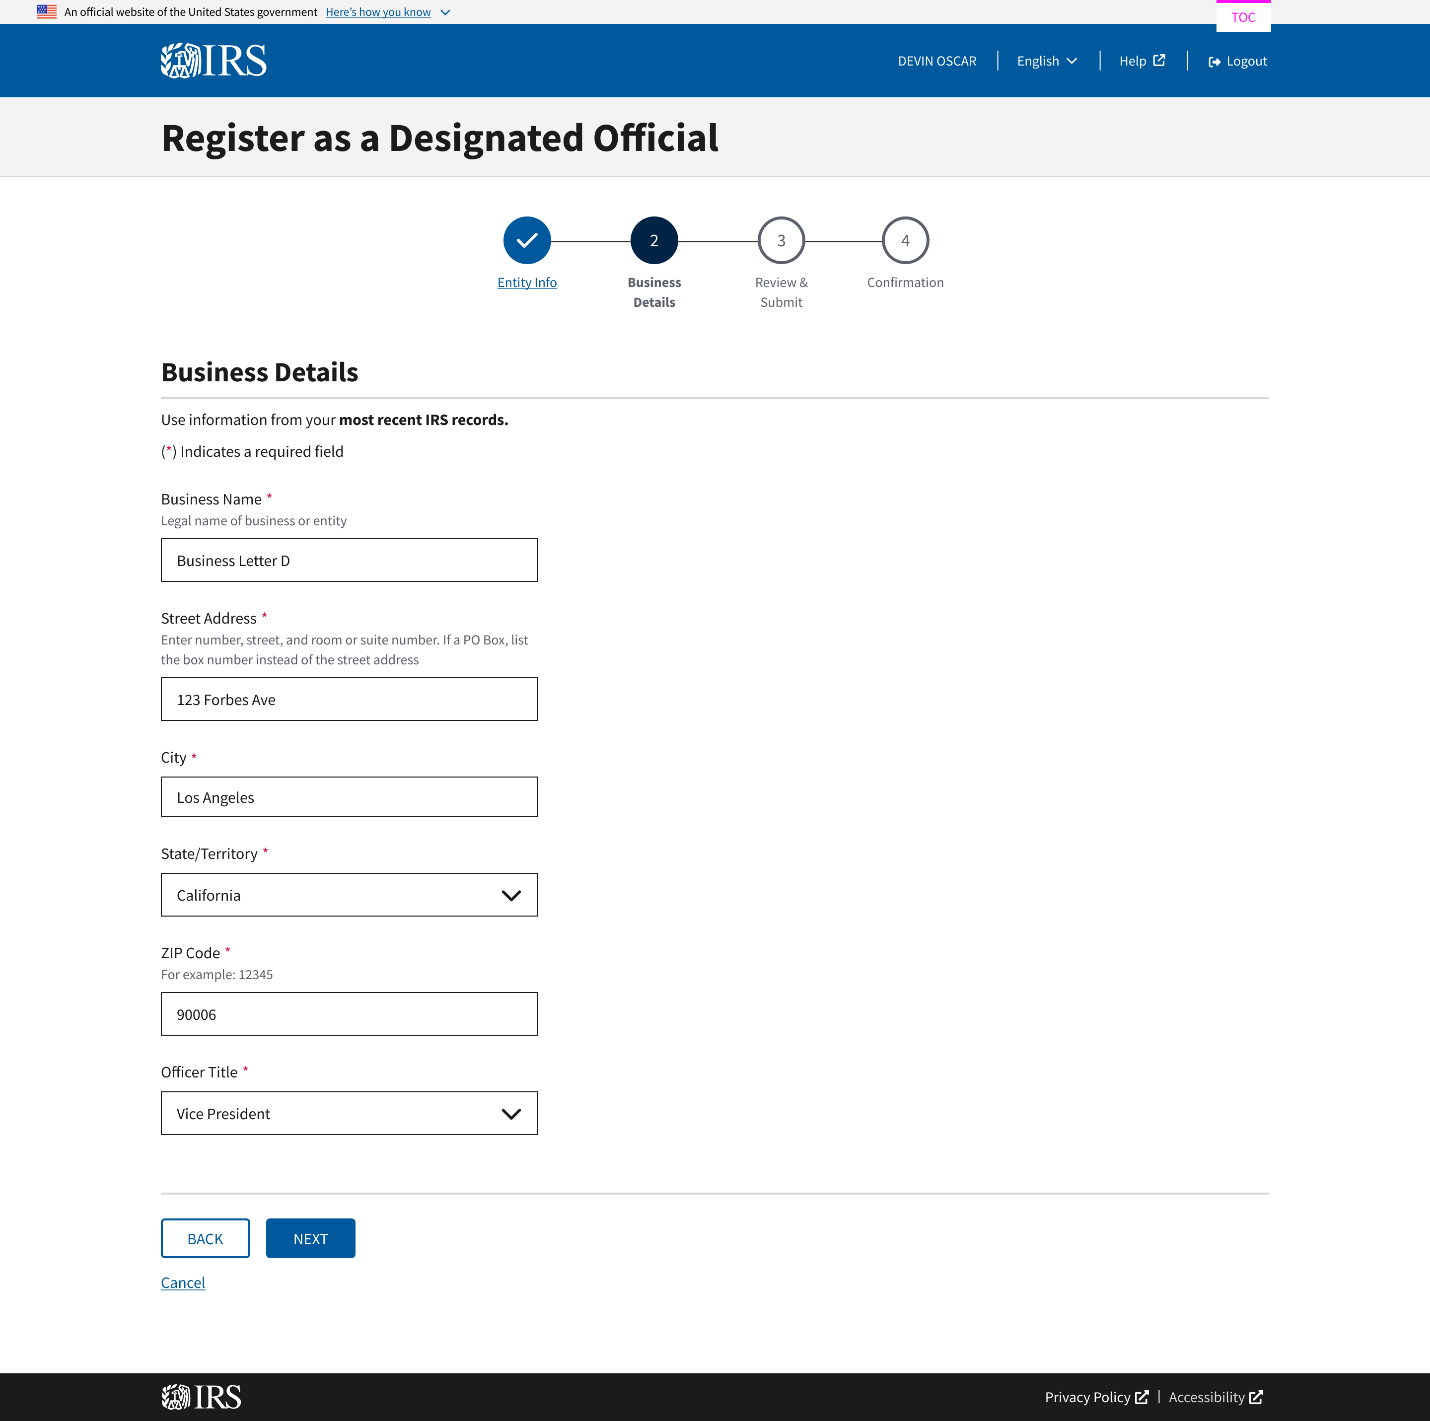 An official website of the United States government Here's how you know
TOC
IRS
DEVIN OSCAR
English
Help
Logout
Register as a Designated Official
2
3
4
Entity Info
Business
Details
Review &
Submit
Confirmation
Business Details
Use information from your most recent IRS records.
(*) Indicates a required field
Business Name *
Legal name of business or entity
Business Letter D
Street Address *
Enter number, street, and room or suite number. If a PO Box, list
the box number instead of the street address
123 Forbes Ave
City *
Los Angeles
State/Territory *
California
ZIP Code *
For example: 12345
90006
Officer Title *
Vice President
BACK
NEXT
Cancel
IRS
Privacy Policy | Accessibility